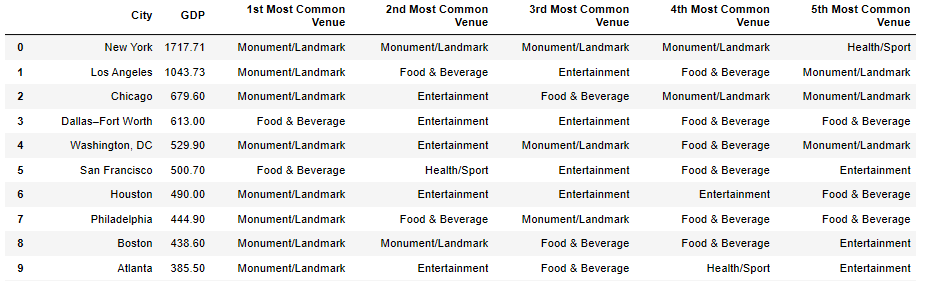 City GDP 1st Most Common Venue 2nd Most Common Venue 3rd Most Common Venue 4th Most Common Venue 5th Most Common Venue
0 New York 1717.71 Monument/Landmark Monument/Landmark Monument/Landmark Monument/Landmark Health/Sport
1 Los Angeles 1043.73 Monument/Landmark Food & Beverage Entertainment Food & Beverage Monument/Landmark
2 Chicago 679.60 Monument/Landmark Entertainment Food & Beverage Monument/Landmark Monument/Landmark
3 Dallas–Fort Worth 613.00 Food & Beverage Entertainment Entertainment Food & Beverage Food & Beverage
4 Washington, DC 529.90 Monument/Landmark Entertainment Monument/Landmark Food & Beverage Monument/Landmark
5 San Francisco 500.70 Food & Beverage Health/Sport Food & Beverage Food & Beverage Entertainment
6 Houston 490.00 Monument/Landmark Entertainment Entertainment Entertainment Food & Beverage
7 Philadelphia 444.90 Monument/Landmark Food & Beverage Monument/Landmark Food & Beverage Food & Beverage
8 Boston 438.60 Monument/Landmark Monument/Landmark Food & Beverage Food & Beverage Entertainment
9 Atlanta 385.50 Monument/Landmark Entertainment Food & Beverage Health/Sport Entertainment